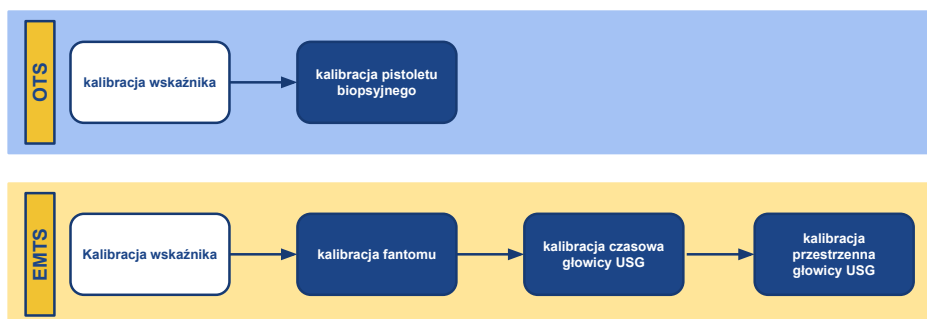 OTS
kalibracja wskaźnika
kalibracja pistoletu
biopsyjnego
EMTS
Kalibracja wskaźnika
kalibracja fantomu
kalibracja czasowa
głowicy USG
kalibracja
przestrzenna
głowicy USG